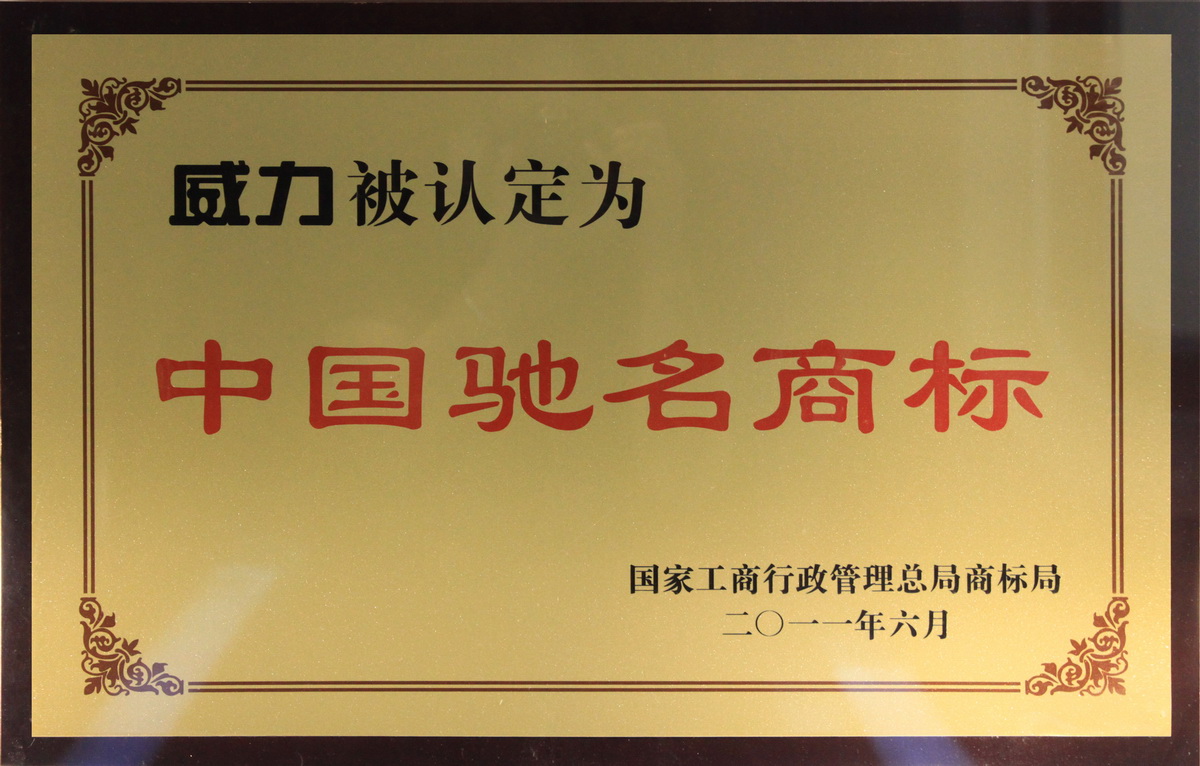 威力被认定为
中国驰名商标
国家工商行政管理总局商标局
二〇一一年六月